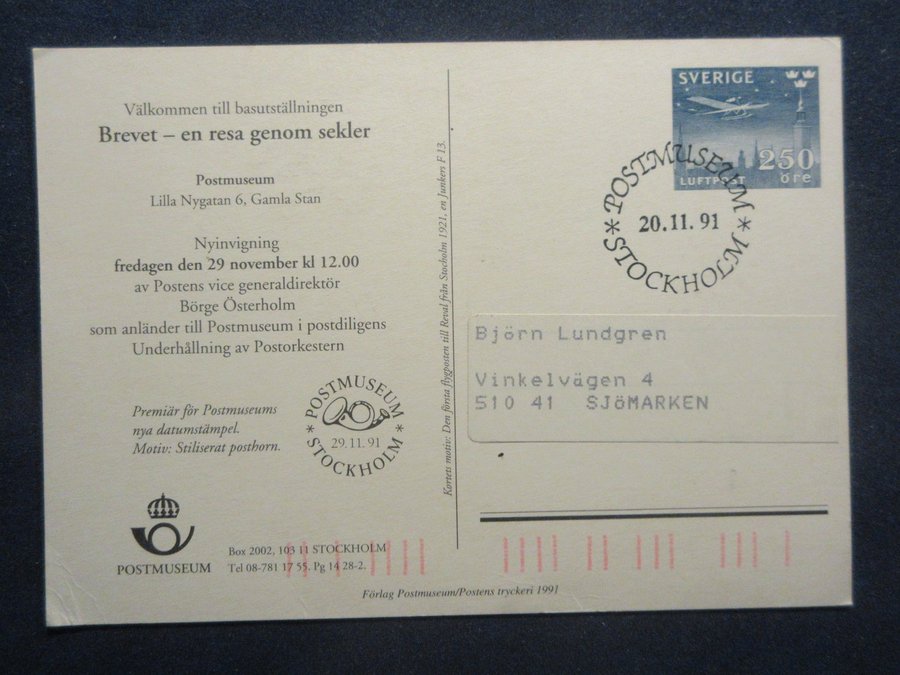 Välkommen till basutställningen
Brevet – en resa genom sekler
Postmuseum
Lilla Nygatan 6, Gamla Stan
Nyinvigning
fredagen den 29 november kl 12.00
av Postens vice generaldirektör
Börge Österholm
som anländer till Postmuseum i postdiligens
Underhållning av Postorkestern
Premiär för Postmuseums
nya datumstämpel.
Motiv: Stiliserat posthorn.
POSTMUSEUM
29.11.91
* STOCKHOLM *
POSTMUSEUM
Box 2002, 103 11 STOCKHOLM
Tel 08-781 17 55. Pg 14 28-2.
Förlag Postmuseum/Postens tryckeri 1991
Kortets motiv: Den första flygposten till Reval från Stocholm 1921, en Junkers F 13.
SVERIGE
LUFTPOST
250
öre
POSTMUSEUM
20.11.91
* STOCKHOLM *
Björn Lundgren
Vinkelvägen 4
510 41 SJöMARKEN